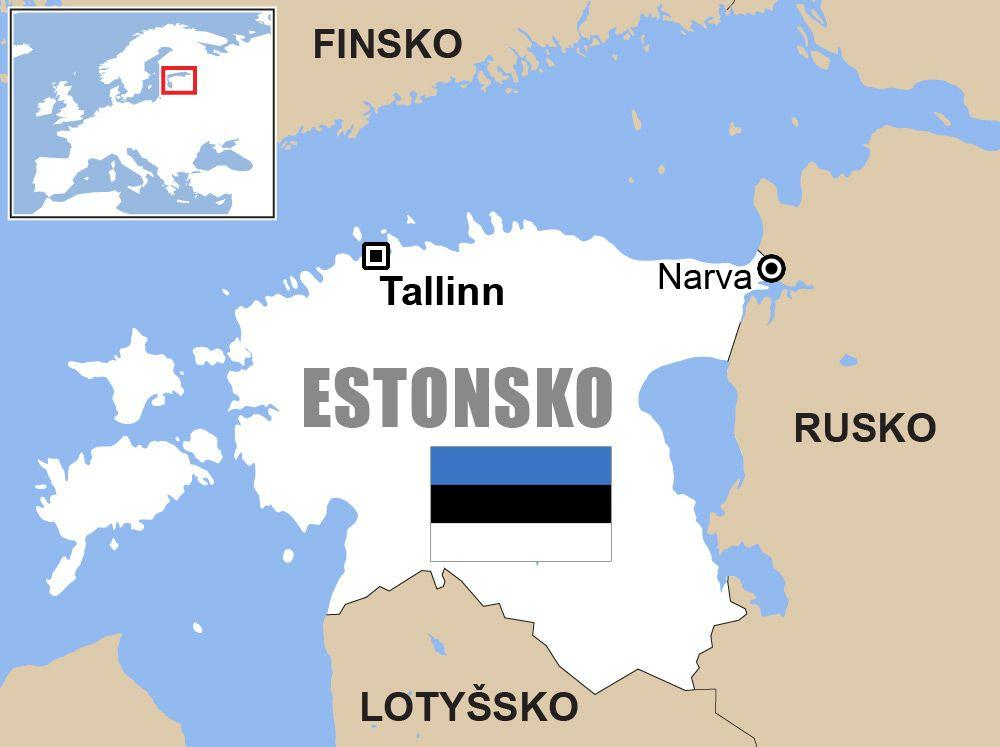 FINSKO
Tallinn
Narva
ESTONSKO
RUSKO
LOTYŠSKO